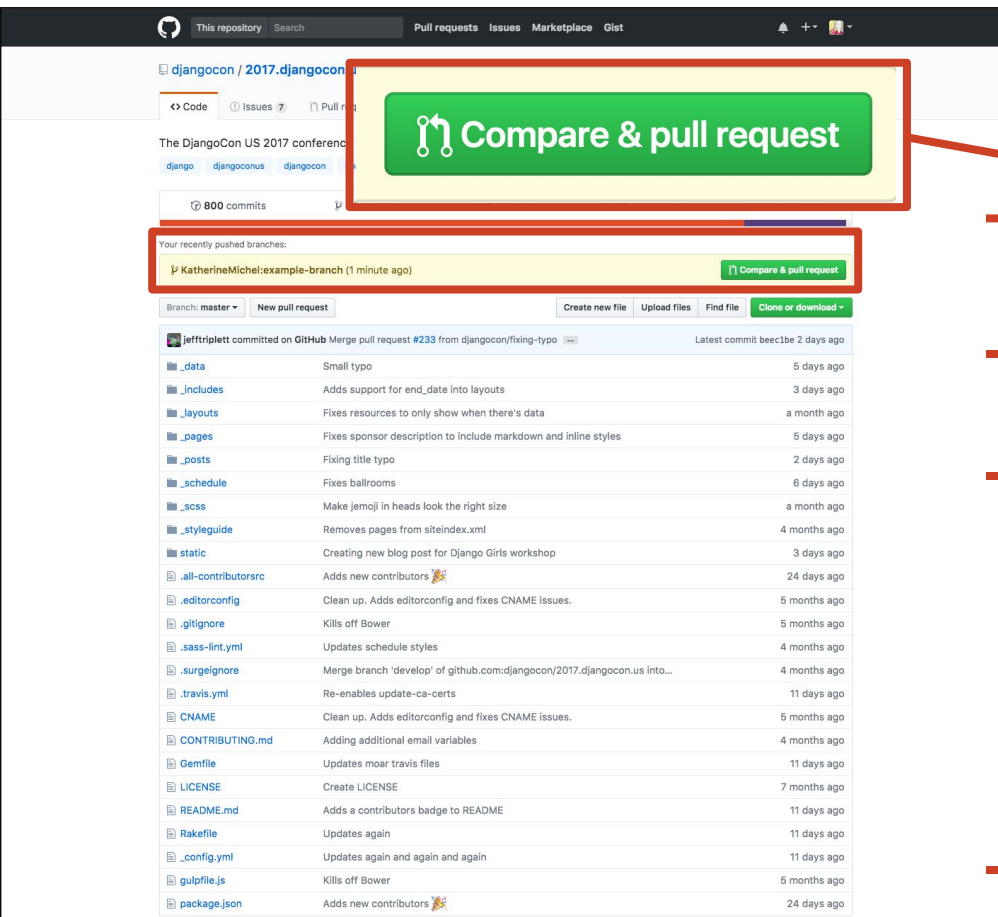 This repository Search Pull requests Issues Marketplace Gist
djangocon / 2017.djangocon.u
Code Issues 7 Pull req
Compare & pull request
The DjangoCon US 2017 conferenc
django djangoconus djangocon
800 commits
Your recently pushed branches:
KatherineMichel:example-branch (1 minute ago) Compare & pull request
Branch: master New pull request Create new file Upload files Find file Clone or download
jefftriplett committed on GitHub Merge pull request #233 from djangocon/fixing-typo ... Latest commit beec1be 2 days ago
_data Small typo 5 days ago
_includes Adds support for end_date into layouts 3 days ago
_layouts Fixes resources to only show when there's data a month ago
_pages Fixes sponsor description to include markdown and inline styles 5 days ago
_posts Fixing title typo 2 days ago
_schedule Fixes ballrooms 6 days ago
_scss Make jemoji in heads look the right size a month ago
_styleguide Removes pages from siteindex.xml 4 months ago
static Creating new blog post for Django Girls workshop 3 days ago
.all-contributorsrc Adds new contributors 🎉 24 days ago
.editorconfig Clean up. Adds editorconfig and fixes CNAME issues. 5 months ago
.gitignore Kills off Bower 5 months ago
.sass-lint.yml Updates schedule styles 4 months ago
.surgeignore Merge branch 'develop' of github.com:djangocon/2017.djangocon.us into... 4 months ago
.travis.yml Re-enables update-ca-certs 11 days ago
CNAME Clean up. Adds editorconfig and fixes CNAME issues. 5 months ago
CONTRIBUTING.md Adding additional email variables 4 months ago
Gemfile Updates moar travis files 11 days ago
LICENSE Create LICENSE 7 months ago
README.md Adds a contributors badge to README 11 days ago
Rakefile Updates again 11 days ago
_config.yml Updates again and again and again 11 days ago
gulpfile.js Kills off Bower 5 months ago
package.json Adds new contributors 🎉 24 days ago